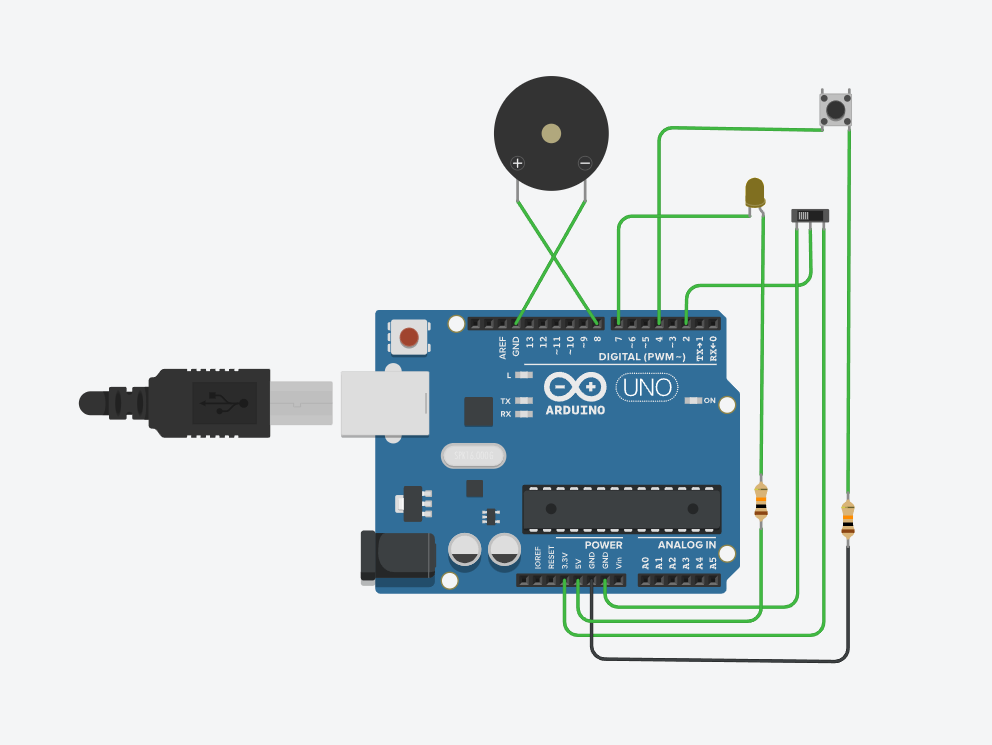 + −
AREF
GND
13
12
~11
~10
~9
8
7
~6
~5
4
~3
2
TX→1
RX←0
DIGITAL (PWM~)
L
TX
RX
− +
UNO
ON
ARDUINO
POWER
ANALOG IN
IOREF
RESET
3.3V
5V
GND
GND
Vin
A0
A1
A2
A3
A4
A5